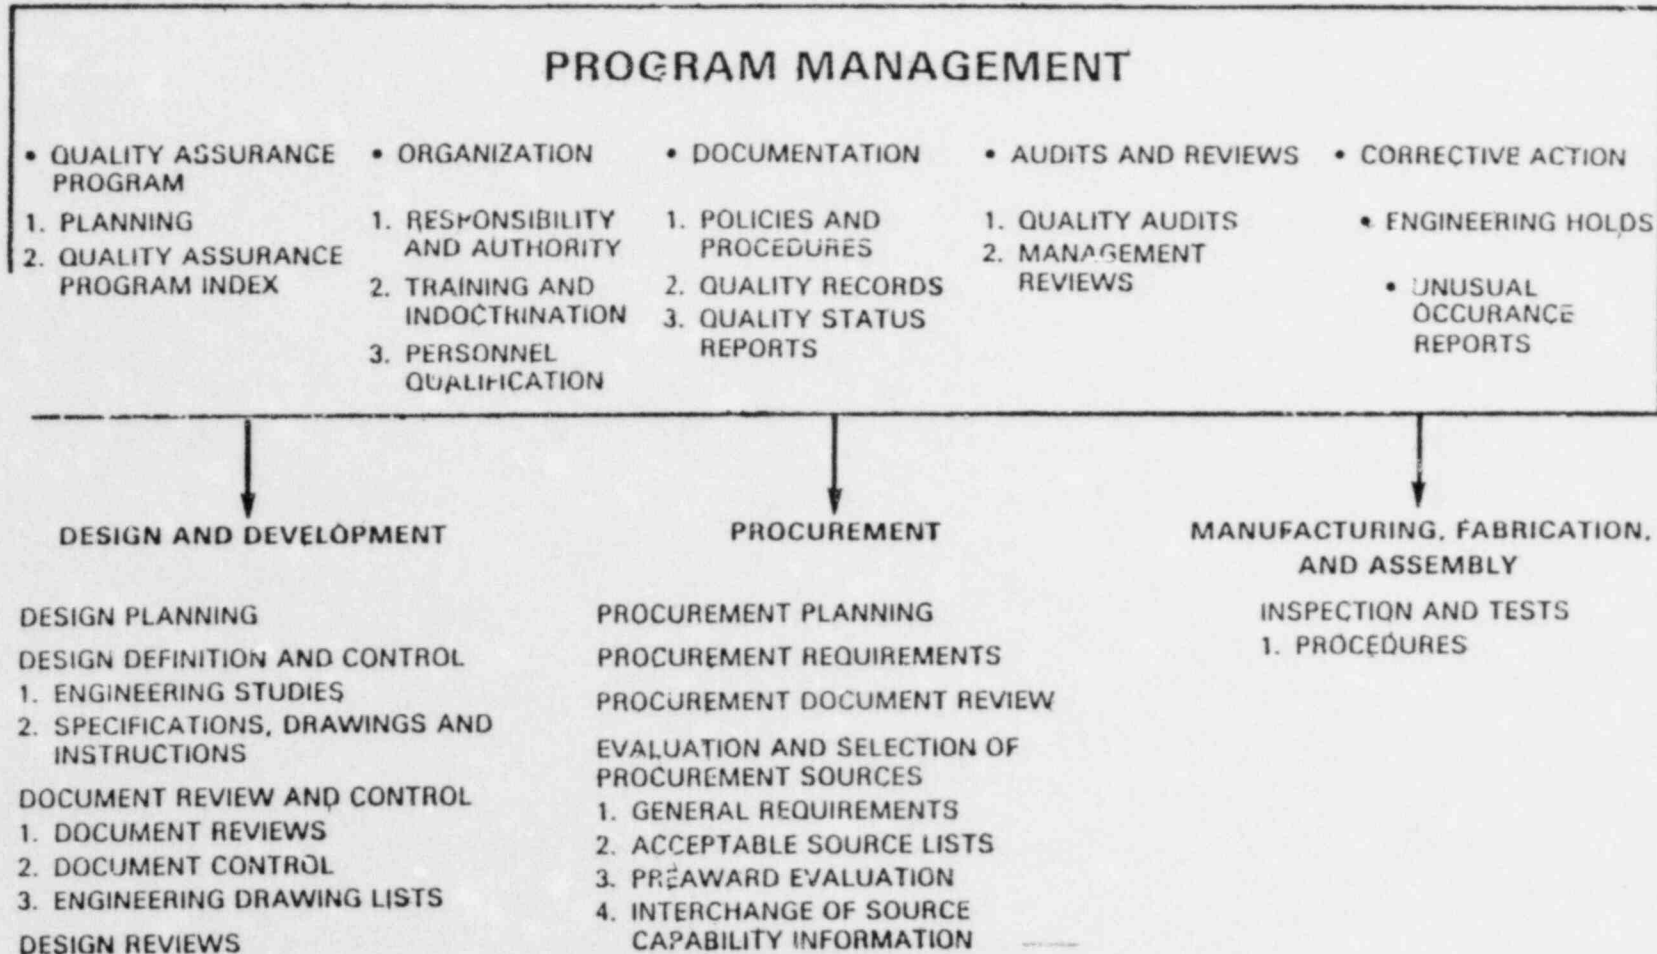 PROGRAM MANAGEMENT
• QUALITY ASSURANCE
PROGRAM
1. PLANNING
2. QUALITY ASSURANCE
PROGRAM INDEX
• ORGANIZATION
1. RESPONSIBILITY
AND AUTHORITY
2. TRAINING AND
INDOCTRINATION
3. PERSONNEL
QUALIFICATION
• DOCUMENTATION
1. POLICIES AND
PROCEDURES
2. QUALITY RECORDS
3. QUALITY STATUS
REPORTS
• AUDITS AND REVIEWS
1. QUALITY AUDITS
2. MANAGEMENT
REVIEWS
• CORRECTIVE ACTION
• ENGINEERING HOLDS
• UNUSUAL
OCCURANCE
REPORTS
DESIGN AND DEVELOPMENT
DESIGN PLANNING
DESIGN DEFINITION AND CONTROL
1. ENGINEERING STUDIES
2. SPECIFICATIONS, DRAWINGS AND
INSTRUCTIONS
DOCUMENT REVIEW AND CONTROL
1. DOCUMENT REVIEWS
2. DOCUMENT CONTROL
3. ENGINEERING DRAWING LISTS
DESIGN REVIEWS
PROCUREMENT
PROCUREMENT PLANNING
PROCUREMENT REQUIREMENTS
PROCUREMENT DOCUMENT REVIEW
EVALUATION AND SELECTION OF
PROCUREMENT SOURCES
1. GENERAL REQUIREMENTS
2. ACCEPTABLE SOURCE LISTS
3. PREAWARD EVALUATION
4. INTERCHANGE OF SOURCE
CAPABILITY INFORMATION
MANUFACTURING, FABRICATION,
AND ASSEMBLY
INSPECTION AND TESTS
1. PROCEDURES